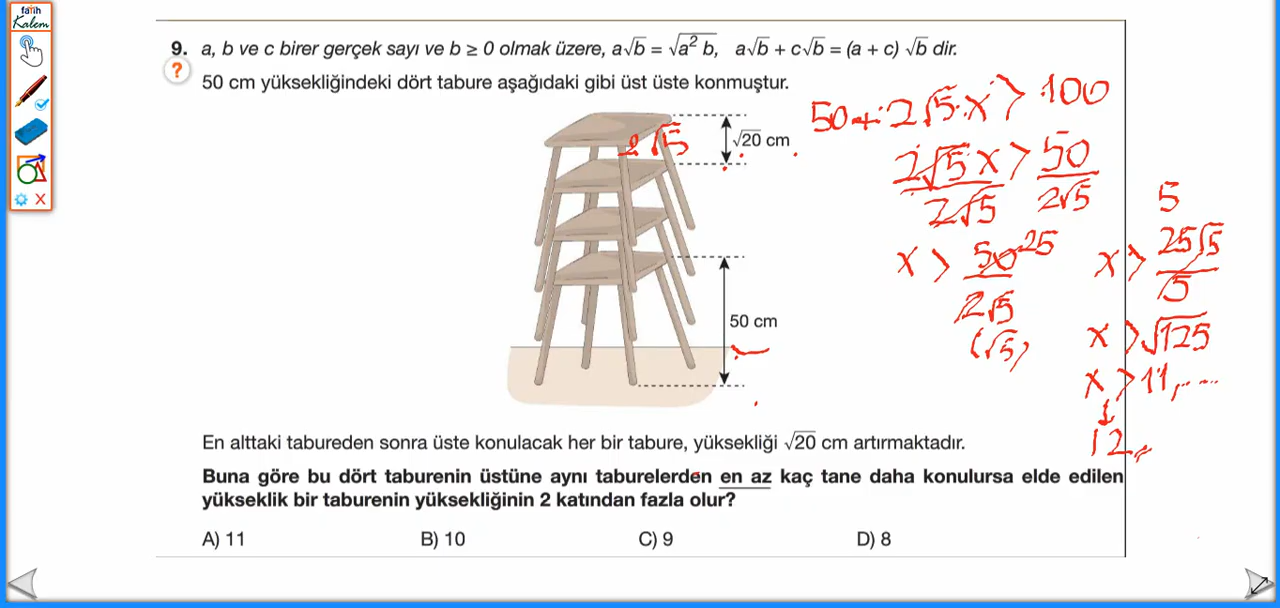 fatih
Kalem
9. a, b ve c birer gerçek sayı ve b ≥ 0 olmak üzere, a√b = √a² b, a√b + c√b = (a + c) √b dir.
?
50 cm yüksekliğindeki dört tabure aşağıdaki gibi üst üste konmuştur.
√20 cm
2√5
50 cm
50 + 2√5·x > 100
2√5 x > 50
2√5 2√5
x > 50 25
2√5
(√5)
5
x > 25√5
5
x > √125
x > 11,....
↓
12
En alttaki tabureden sonra üste konulacak her bir tabure, yüksekliği √20 cm artırmaktadır.
Buna göre bu dört taburenin üstüne aynı taburelerden en az kaç tane daha konulursa elde edilen
yükseklik bir taburenin yüksekliğinin 2 katından fazla olur?
A) 11 B) 10 C) 9 D) 8